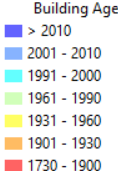 Building Age
> 2010
2001 - 2010
1991 - 2000
1961 - 1990
1931 - 1960
1901 - 1930
1730 - 1900